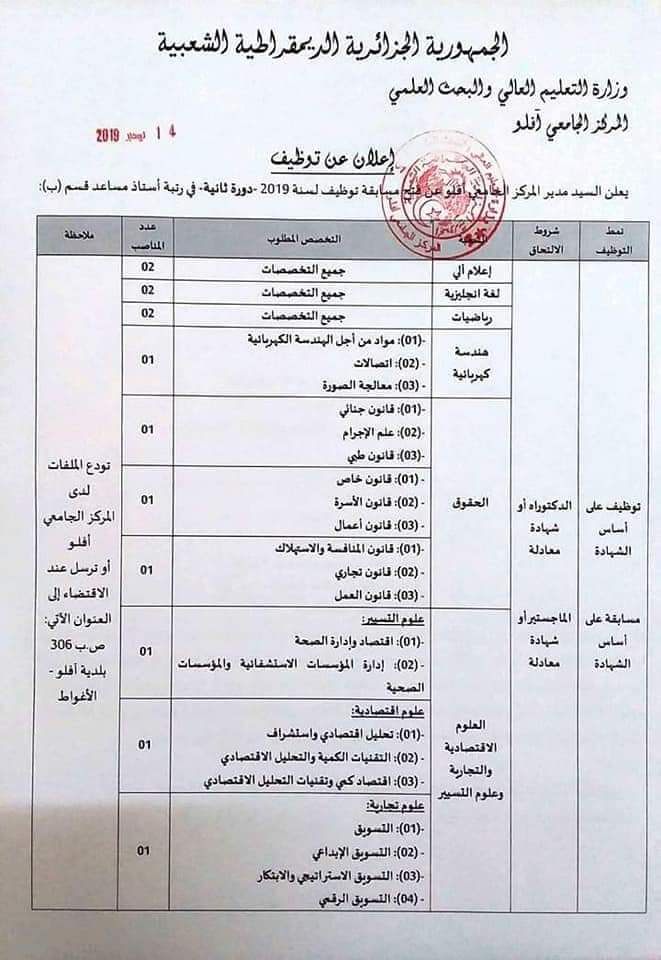 الجمهورية الجزائرية الديمقراطية الشعبية
وزارة التعليم العالي والبحث العلمي
المركز الجامعي آفلو
14 نوفمبر 2019
إعلان عن توظيف
يعلن السيد مدير المركز الجامعي آفلو عن فتح مسابقة توظيف لسنة 2019 -دورة ثانية- في رتبة أستاذ مساعد قسم (ب):
نمط التوظيف
شروط الالتحاق
الشعبة
التخصص المطلوب
عدد المناصب
ملاحظة
إعلام آلي
جميع التخصصات
02
لغة انجليزية
جميع التخصصات
02
رياضيات
جميع التخصصات
02
هندسة
كهربائية
-(01): مواد من أجل الهندسة الكهربائية
- (02): اتصالات
- (03): معالجة الصورة
01
الحقوق
-(01): قانون جنائي
-(02): علم الإجرام
-(03): قانون طبي
01
-(01): قانون خاص
- (02): قانون الأسرة
- (03): قانون أعمال
01
-(01): قانون المنافسة والاستهلاك
- (02): قانون تجاري
- (03): قانون العمل
01
العلوم
الاقتصادية
والتجارية
وعلوم التسيير
علوم التسيير:
-(01): اقتصاد وإدارة الصحة
- (02): إدارة المؤسسات الاستشفائية والمؤسسات
الصحية
01
علوم اقتصادية:
-(01): تحليل اقتصادي واستشراف
- (02): التقنيات الكمية والتحليل الاقتصادي
- (03): اقتصاد كمي وتقنيات التحليل الاقتصادي
01
علوم تجارية:
-(01): التسويق
- (02): التسويق الإبداعي
-(03): التسويق الاستراتيجي والابتكار
- (04): التسويق الرقمي
01
توظيف على
أساس
الشهادة
الدكتوراه أو
شهادة
معادلة
مسابقة على
أساس
الشهادة
الماجستير أو
شهادة
معادلة
تودع الملفات
لدى
المركز الجامعي
أفلو
أو ترسل عند
الاقتضاء إلى
العنوان الآتي:
ص.ب 306
بلدية أفلو -
الأغواط